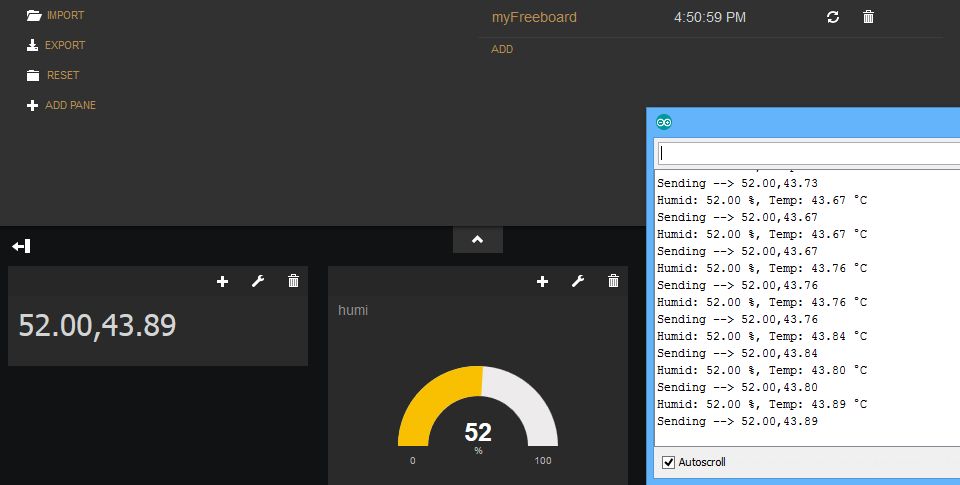 IMPORT
EXPORT
RESET
ADD PANE
myFreeboard 4:50:59 PM
ADD
52.00,43.89
humi
52
%
0 100
Sending --> 52.00,43.73
Humid: 52.00 %, Temp: 43.67 °C
Sending --> 52.00,43.67
Humid: 52.00 %, Temp: 43.67 °C
Sending --> 52.00,43.67
Humid: 52.00 %, Temp: 43.76 °C
Sending --> 52.00,43.76
Humid: 52.00 %, Temp: 43.76 °C
Sending --> 52.00,43.76
Humid: 52.00 %, Temp: 43.84 °C
Sending --> 52.00,43.84
Humid: 52.00 %, Temp: 43.80 °C
Sending --> 52.00,43.80
Humid: 52.00 %, Temp: 43.89 °C
Sending --> 52.00,43.89
Autoscroll